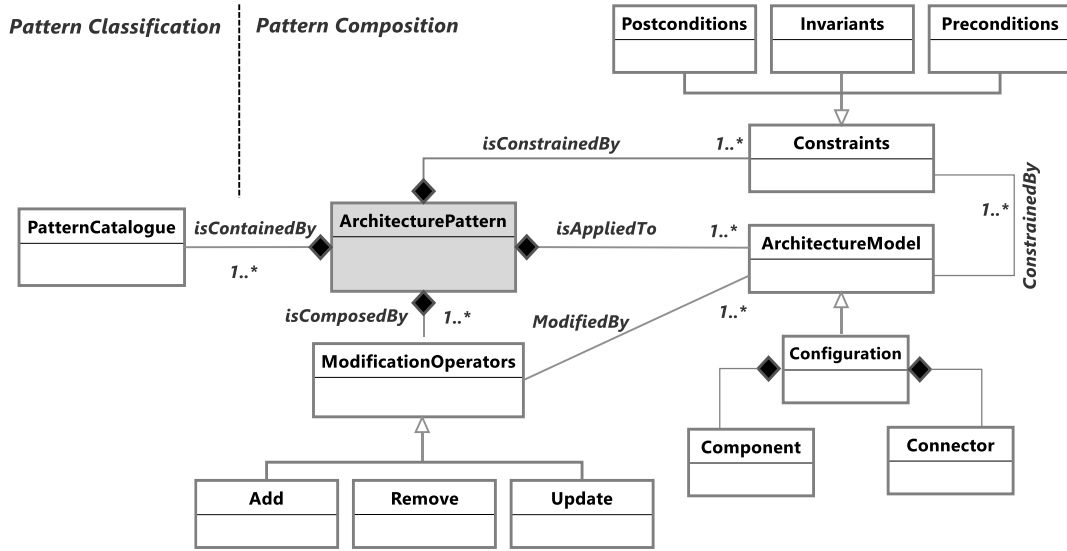 Pattern Classification
Pattern Composition
Postconditions
Invariants
Preconditions
isConstrainedBy
1..*
Constraints
ConstrainedBy
1..*
PatternCatalogue
isContainedBy
1..*
ArchitecturePattern
isAppliedTo
1..*
ArchitectureModel
isComposedBy
1..*
ModifiedBy
1..*
ModificationOperators
Configuration
Component
Connector
Add
Remove
Update